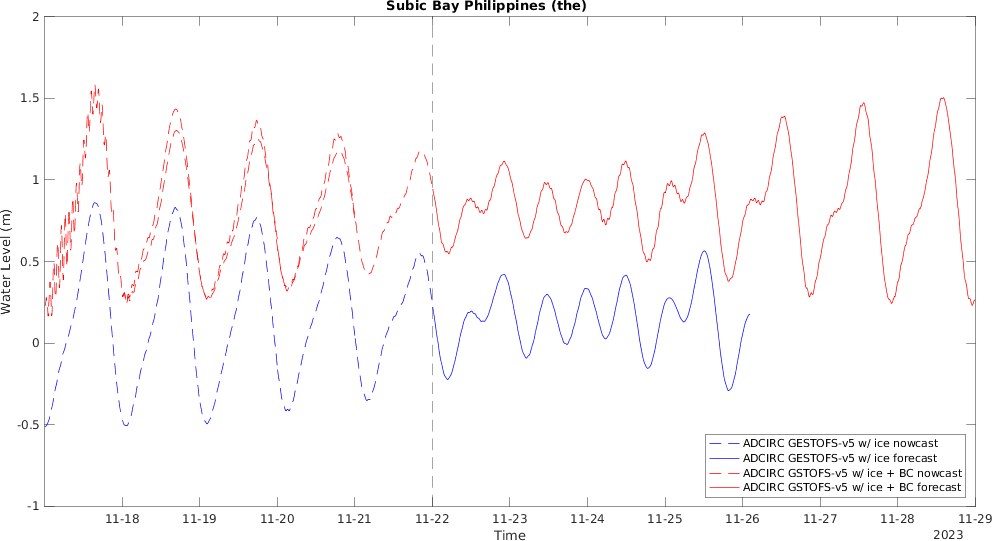 Subic Bay Philippines (the)
2
1.5
1
0.5
0
-0.5
-1
Water Level (m)
11-18 11-19 11-20 11-21 11-22 11-23 11-24 11-25 11-26 11-27 11-28 11-29
Time
2023
ADCIRC GESTOFS-v5 w/ ice nowcast
ADCIRC GESTOFS-v5 w/ ice forecast
ADCIRC GSTOFS-v5 w/ ice + BC nowcast
ADCIRC GSTOFS-v5 w/ ice + BC forecast